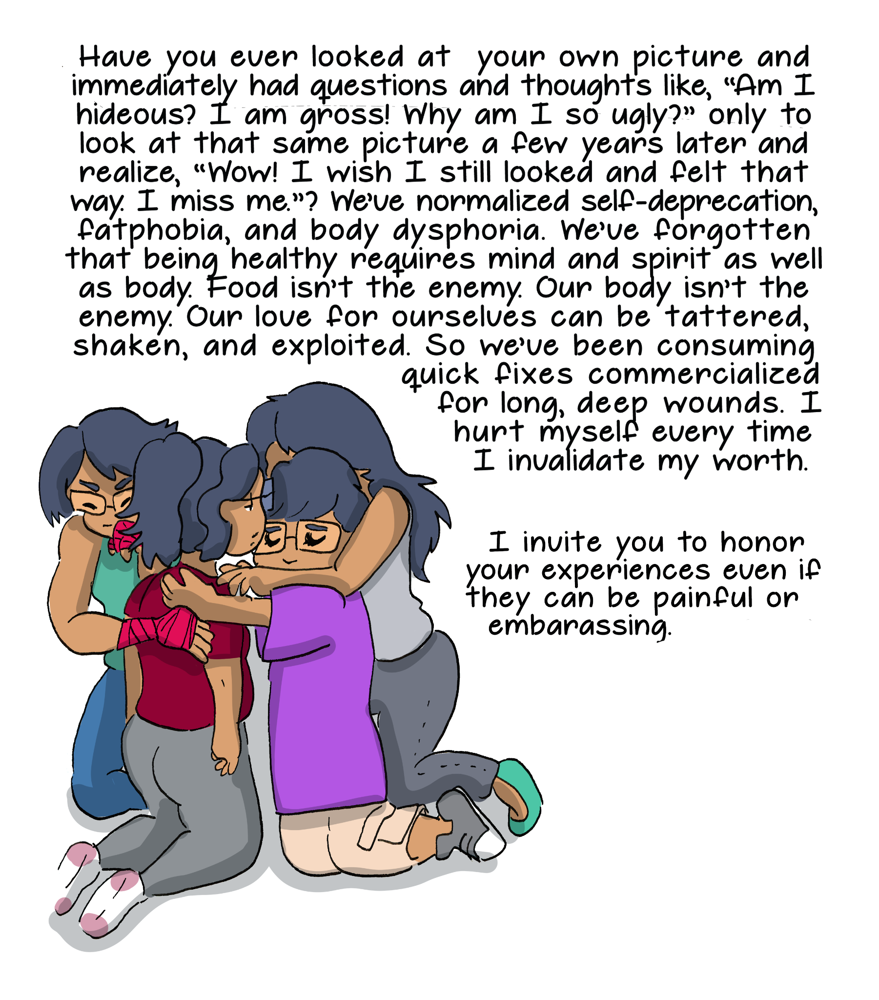 Have you ever looked at your own picture and
immediately had questions and thoughts like, “Am I
hideous? I am gross! Why am I so ugly?” only to
look at that same picture a few years later and
realize, “Wow! I wish I still looked and felt that
way. I miss me.”? We’ve normalized self-deprecation,
fatphobia, and body dysphoria. We’ve forgotten
that being healthy requires mind and spirit as well
as body. Food isn’t the enemy. Our body isn’t the
enemy. Our love for ourselves can be tattered,
shaken, and exploited. So we’ve been consuming
quick fixes commercialized
for long, deep wounds. I
hurt myself every time
I invalidate my worth.
I invite you to honor
your experiences even if
they can be painful or
embarassing.